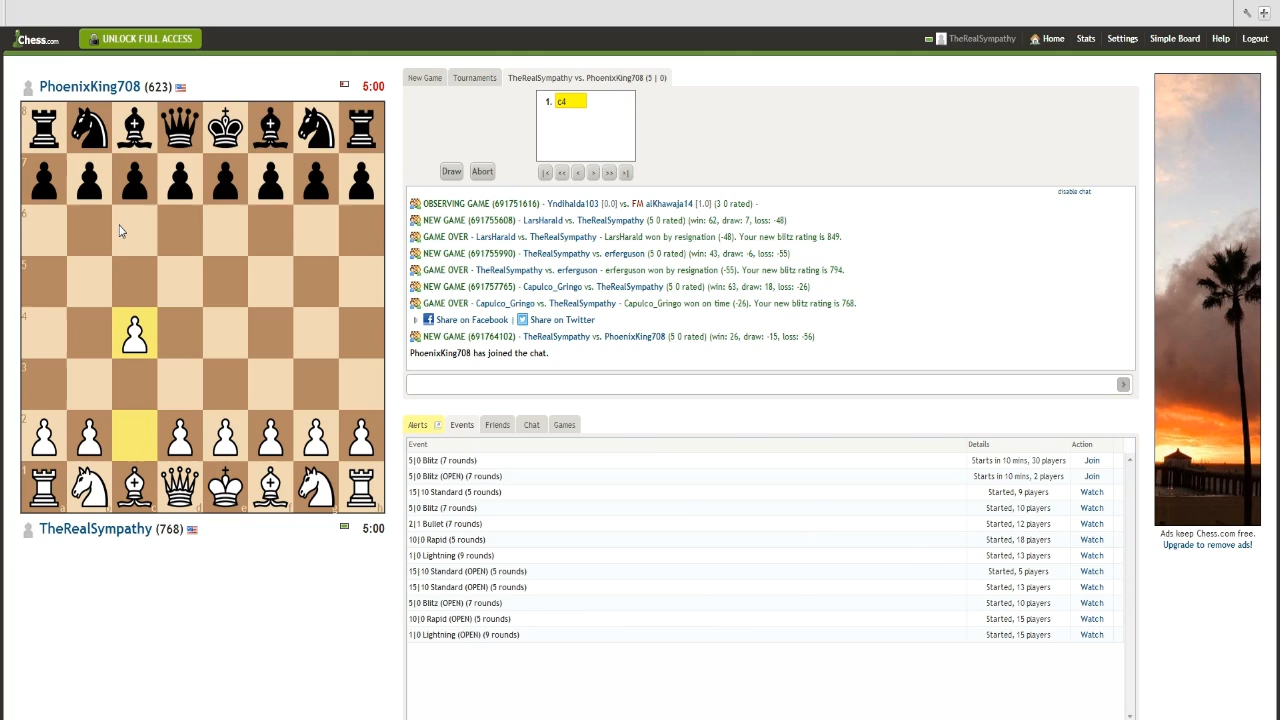 Chess.com
UNLOCK FULL ACCESS
TheRealSympathy
Home
Stats
Settings
Simple Board
Help
Logout
PhoenixKing708 (623)
5:00
New Game
Tournaments
TheRealSympathy vs. PhoenixKing708 (5 | 0)
1. c4
Draw
Abort
|<
<<
<
>
>>
>|
disable chat
OBSERVING GAME (691751616) - Yndihalda103 [0.0] vs. FM alKhawaja14 [1.0] (3 0 rated) -
NEW GAME (691755608) - LarsHarald vs. TheRealSympathy (5 0 rated) (win: 62, draw: 7, loss: -48)
GAME OVER - LarsHarald vs. TheRealSympathy - LarsHarald won by resignation (-48). Your new blitz rating is 849.
NEW GAME (691755990) - TheRealSympathy vs. erferguson (5 0 rated) (win: 43, draw: -6, loss: -55)
GAME OVER - TheRealSympathy vs. erferguson - erferguson won by resignation (-55). Your new blitz rating is 794.
NEW GAME (691757765) - Capulco_Gringo vs. TheRealSympathy (5 0 rated) (win: 63, draw: 18, loss: -26)
GAME OVER - Capulco_Gringo vs. TheRealSympathy - Capulco_Gringo won on time (-26). Your new blitz rating is 768.
Share on Facebook | Share on Twitter
NEW GAME (691764102) - TheRealSympathy vs. PhoenixKing708 (5 0 rated) (win: 26, draw: -15, loss: -56)
PhoenixKing708 has joined the chat.
8
7
6
5
4
3
2
1
a b c d e f g h
TheRealSympathy (768)
5:00
Alerts
Events
Friends
Chat
Games
Event Details Action
5|0 Blitz (7 rounds) Starts in 10 mins, 30 players Join
5|0 Blitz (OPEN) (7 rounds) Starts in 10 mins, 2 players Join
15|10 Standard (5 rounds) Started, 9 players Watch
5|0 Blitz (7 rounds) Started, 10 players Watch
2|1 Bullet (7 rounds) Started, 12 players Watch
10|0 Rapid (5 rounds) Started, 18 players Watch
1|0 Lightning (9 rounds) Started, 13 players Watch
15|10 Standard (OPEN) (5 rounds) Started, 5 players Watch
15|10 Standard (OPEN) (5 rounds) Started, 13 players Watch
5|0 Blitz (OPEN) (7 rounds) Started, 10 players Watch
10|0 Rapid (OPEN) (5 rounds) Started, 15 players Watch
1|0 Lightning (OPEN) (9 rounds) Started, 15 players Watch
Ads keep Chess.com free.
Upgrade to remove ads!